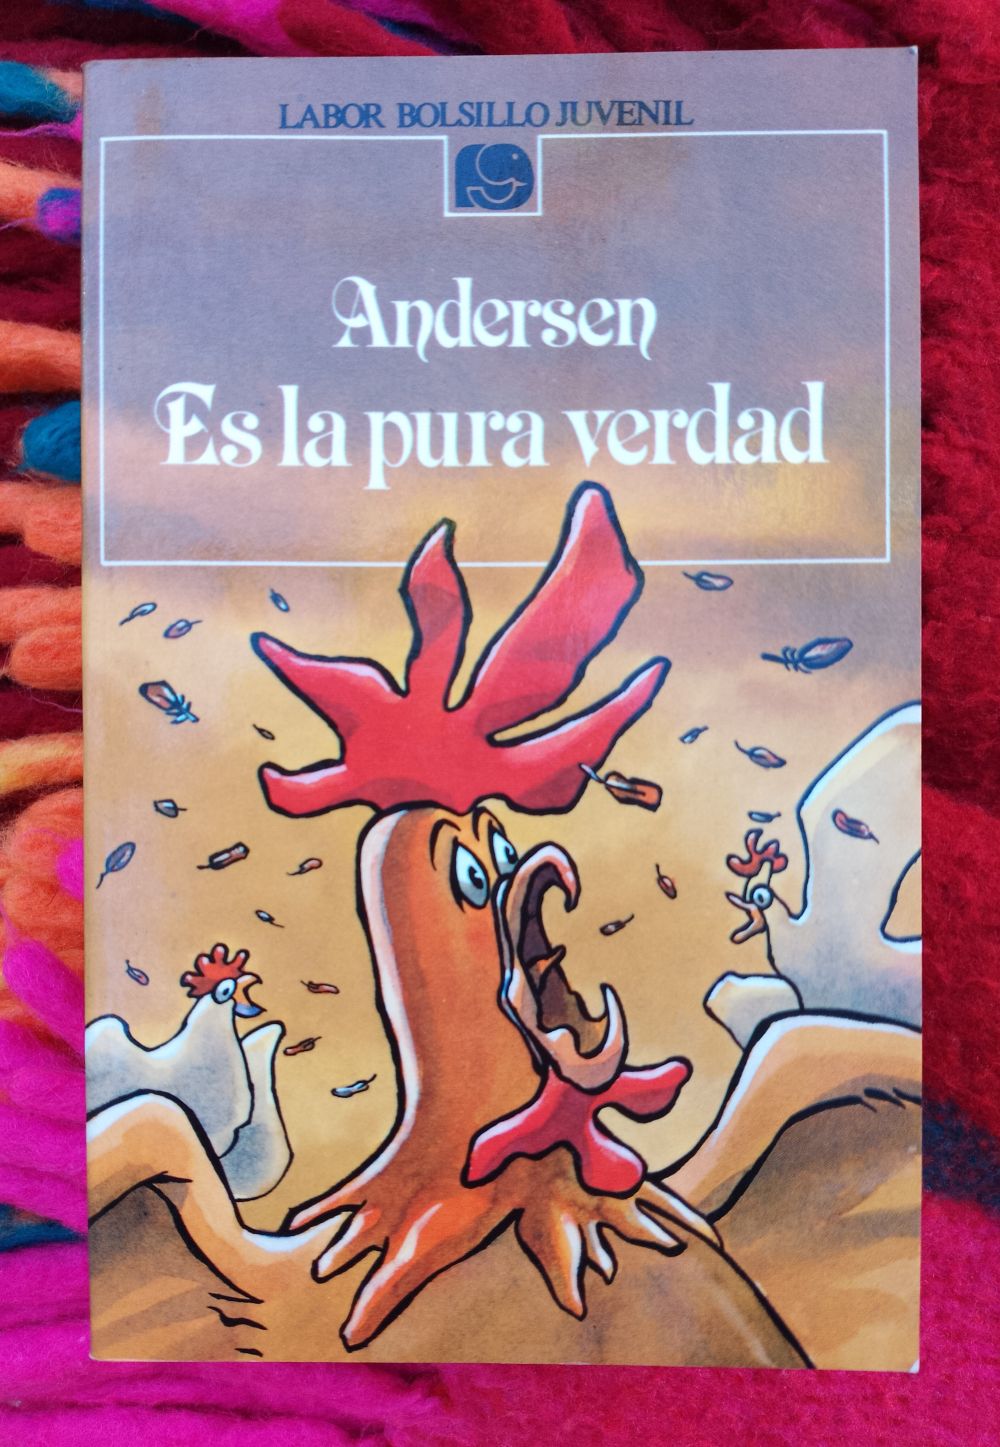 LABOR BOLSILLO JUVENIL
Andersen
Es la pura verdad